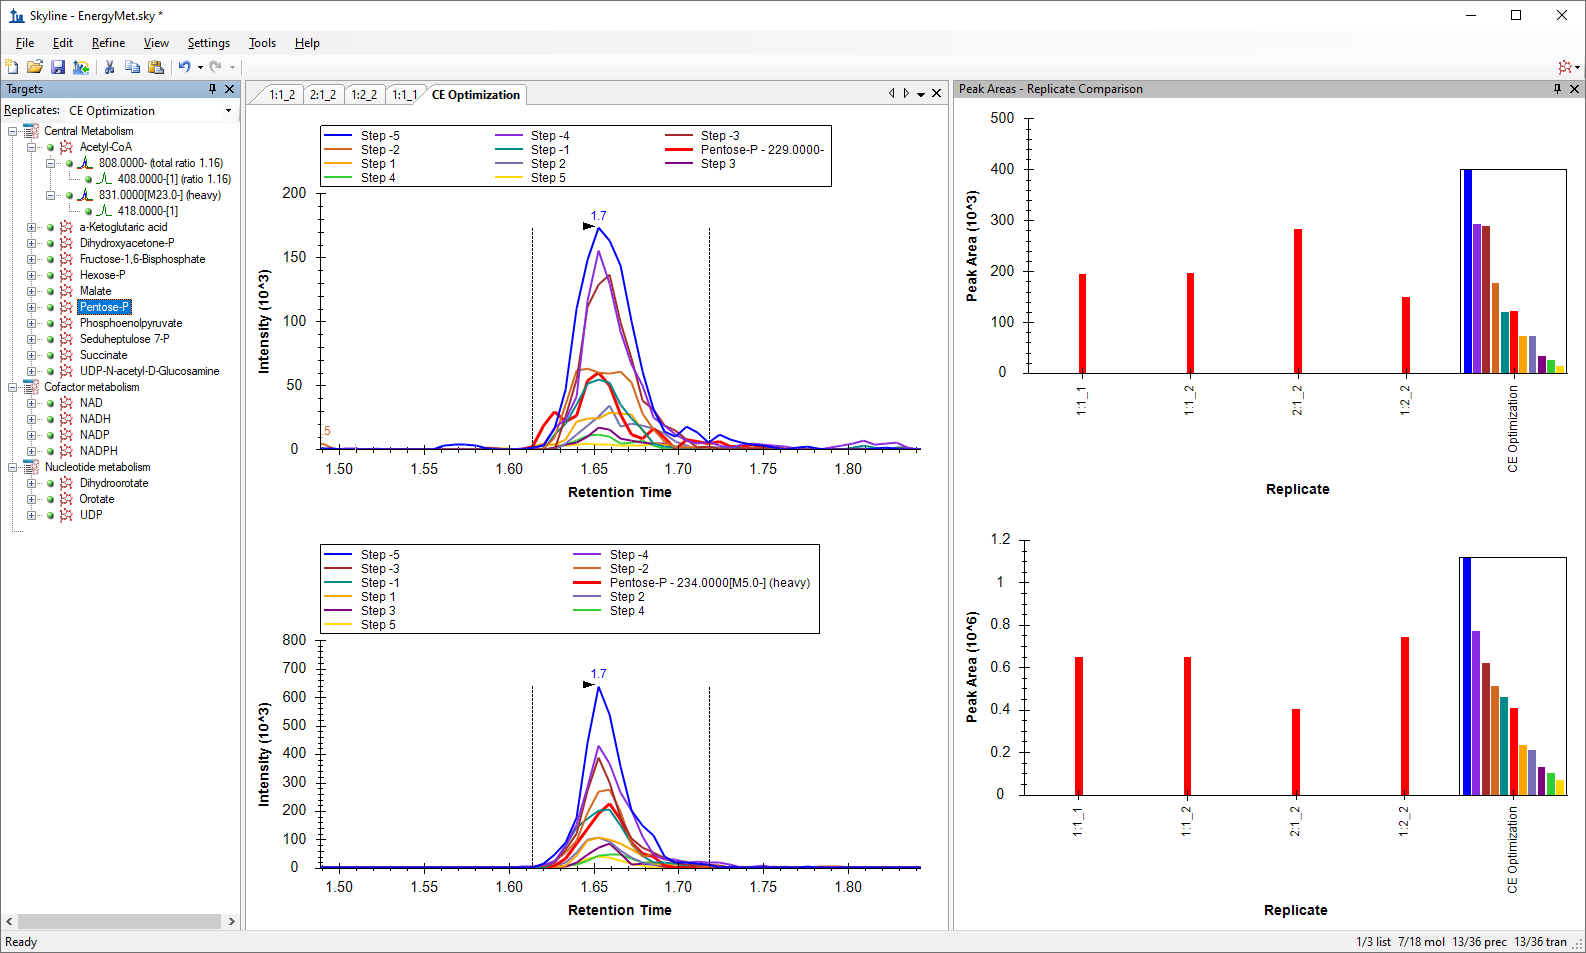 Skyline - EnergyMet.sky *
File Edit Refine View Settings Tools Help
Targets
Replicates: CE Optimization
Central Metabolism
Acetyl-CoA
808.0000- (total ratio 1.16)
408.0000-[1] (ratio 1.16)
831.0000[M23.0-] (heavy)
418.0000-[1]
a-Ketoglutaric acid
Dihydroxyacetone-P
Fructose-1,6-Bisphosphate
Hexose-P
Malate
Pentose-P
Phosphoenolpyruvate
Seduheptulose 7-P
Succinate
UDP-N-acetyl-D-Glucosamine
Cofactor metabolism
NAD
NADH
NADP
NADPH
Nucleotide metabolism
Dihydroorotate
Orotate
UDP
1:1_2 2:1_2 1:2_2 1:1_1 CE Optimization
Step -5 Step -4 Step -3
Step -2 Step -1 Pentose-P - 229.0000-
Step 1 Step 2 Step 3
Step 4 Step 5
200
150
100
50
0
Intensity (10^3)
1.7
.5
1.50 1.55 1.60 1.65 1.70 1.75 1.80
Retention Time
Step -5 Step -4
Step -3 Step -2
Step -1 Pentose-P - 234.0000[M5.0-] (heavy)
Step 1 Step 2
Step 3 Step 4
Step 5
800
700
600
500
400
300
200
100
0
Intensity (10^3)
1.7
1.50 1.55 1.60 1.65 1.70 1.75 1.80
Retention Time
Peak Areas - Replicate Comparison
500
400
300
200
100
0
Peak Area (10^3)
1:1_1 1:1_2 2:1_2 1:2_2 CE Optimization
Replicate
1.2
1
0.8
0.6
0.4
0.2
0
Peak Area (10^6)
1:1_1 1:1_2 2:1_2 1:2_2 CE Optimization
Replicate
Ready
1/3 list 7/18 mol 13/36 prec 13/36 tran